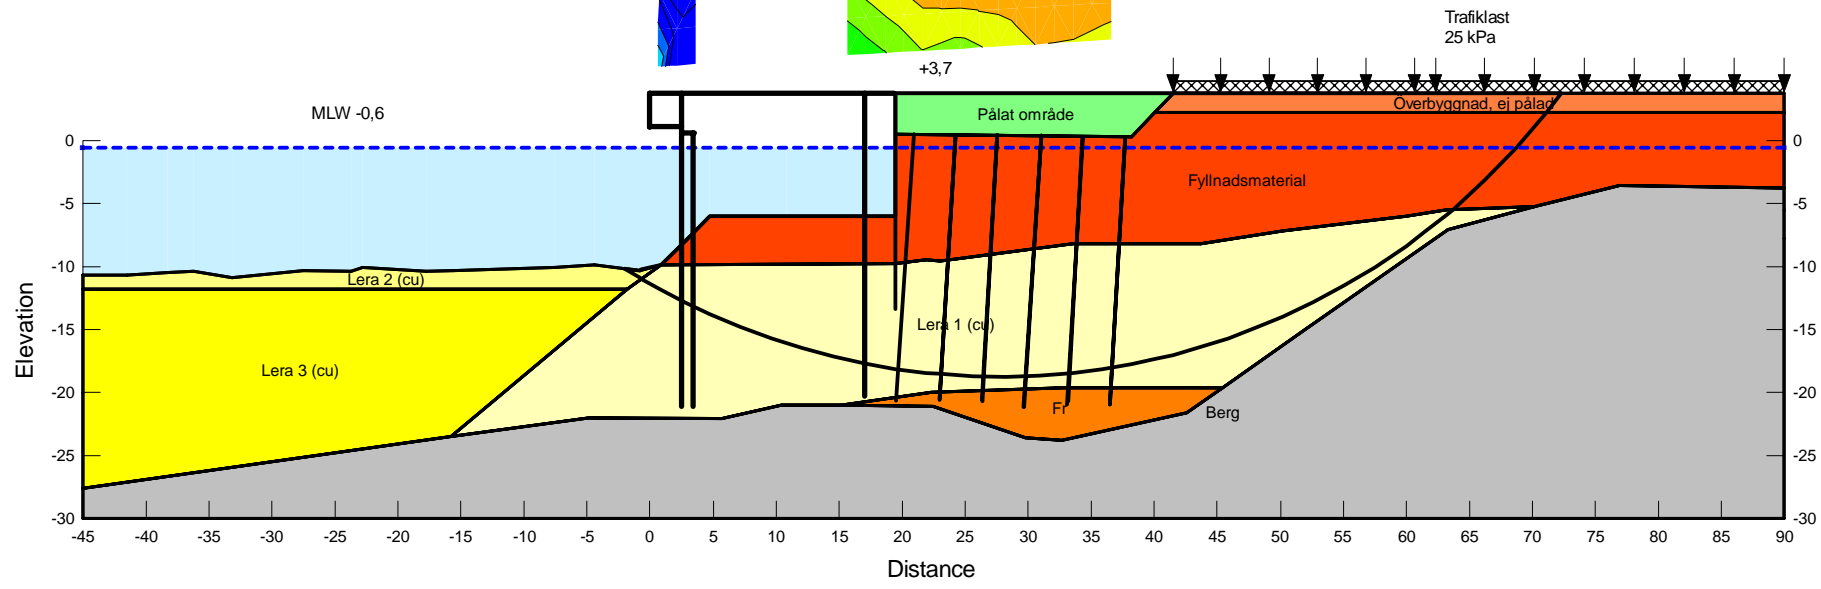 Trafiklast
25 kPa
+3,7
MLW -0,6
Överbyggnad, ej pålad
Pålat område
0
0
Fyllnadsmaterial
-5
-5
-10
-10
Lera 2 (cu)
Elevation
Lera 1 (cu)
-15
-15
Lera 3 (cu)
-20
-20
Fr
Berg
-25
-25
-30
-30
-45 -40 -35 -30 -25 -20 -15 -10 -5 0 5 10 15 20 25 30 35 40 45 50 55 60 65 70 75 80 85 90
Distance